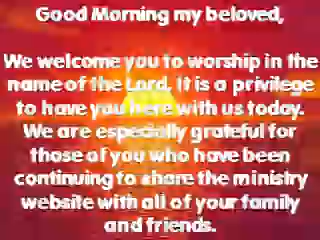 Good Morning my beloved,
We welcome you to worship in the
name of the Lord. It is a privilege
to have you here with us today.
We are especially grateful for
those of you who have been
continuing to share the ministry
website with all of your family
and friends.